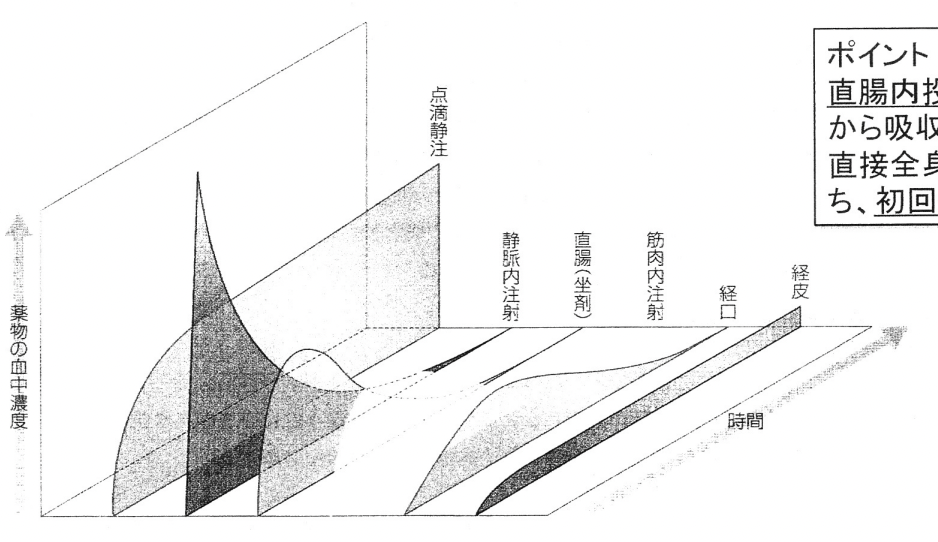 点滴静注
静脈内注射
直腸(坐剤)
筋肉内注射
経口
経皮
薬物の血中濃度
時間
ポイント
直腸内投
から吸収
直接全身
ち、初回